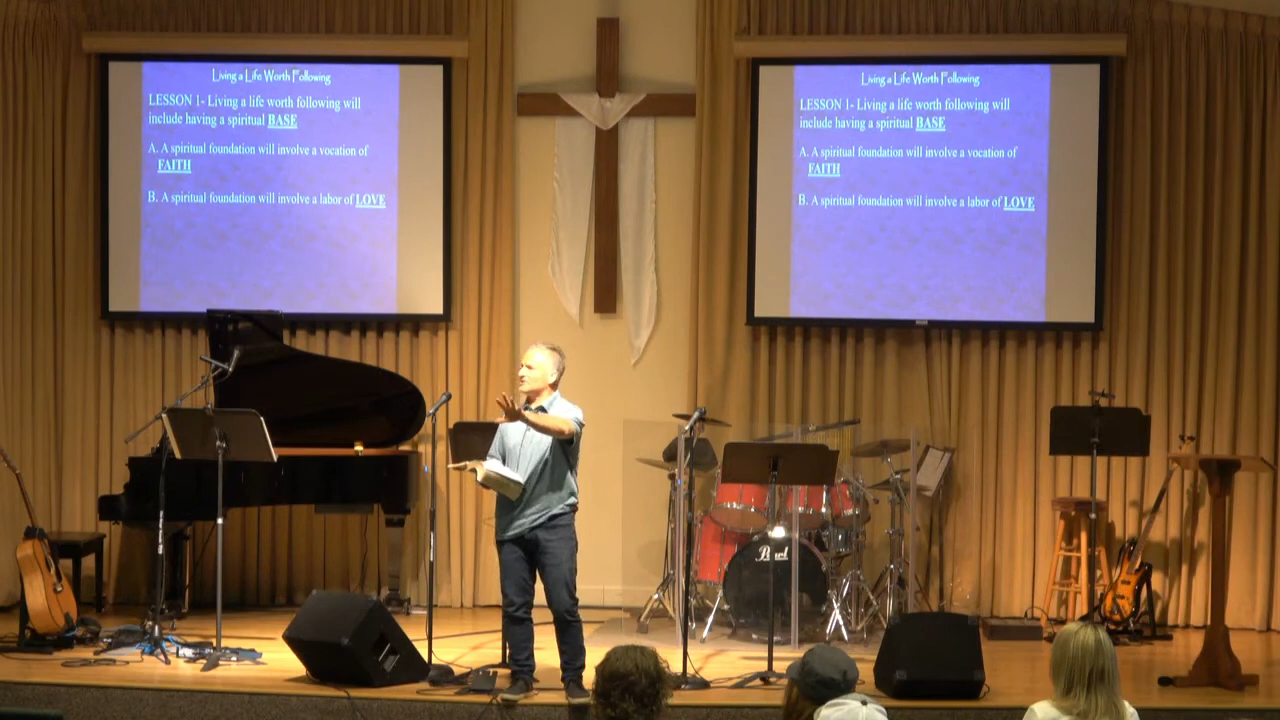 Living a Life Worth Following
LESSON 1- Living a life worth following will
include having a spiritual BASE
A. A spiritual foundation will involve a vocation of
FAITH
B. A spiritual foundation will involve a labor of LOVE
Living a Life Worth Following
LESSON 1- Living a life worth following will
include having a spiritual BASE
A. A spiritual foundation will involve a vocation of
FAITH
B. A spiritual foundation will involve a labor of LOVE
Pearl